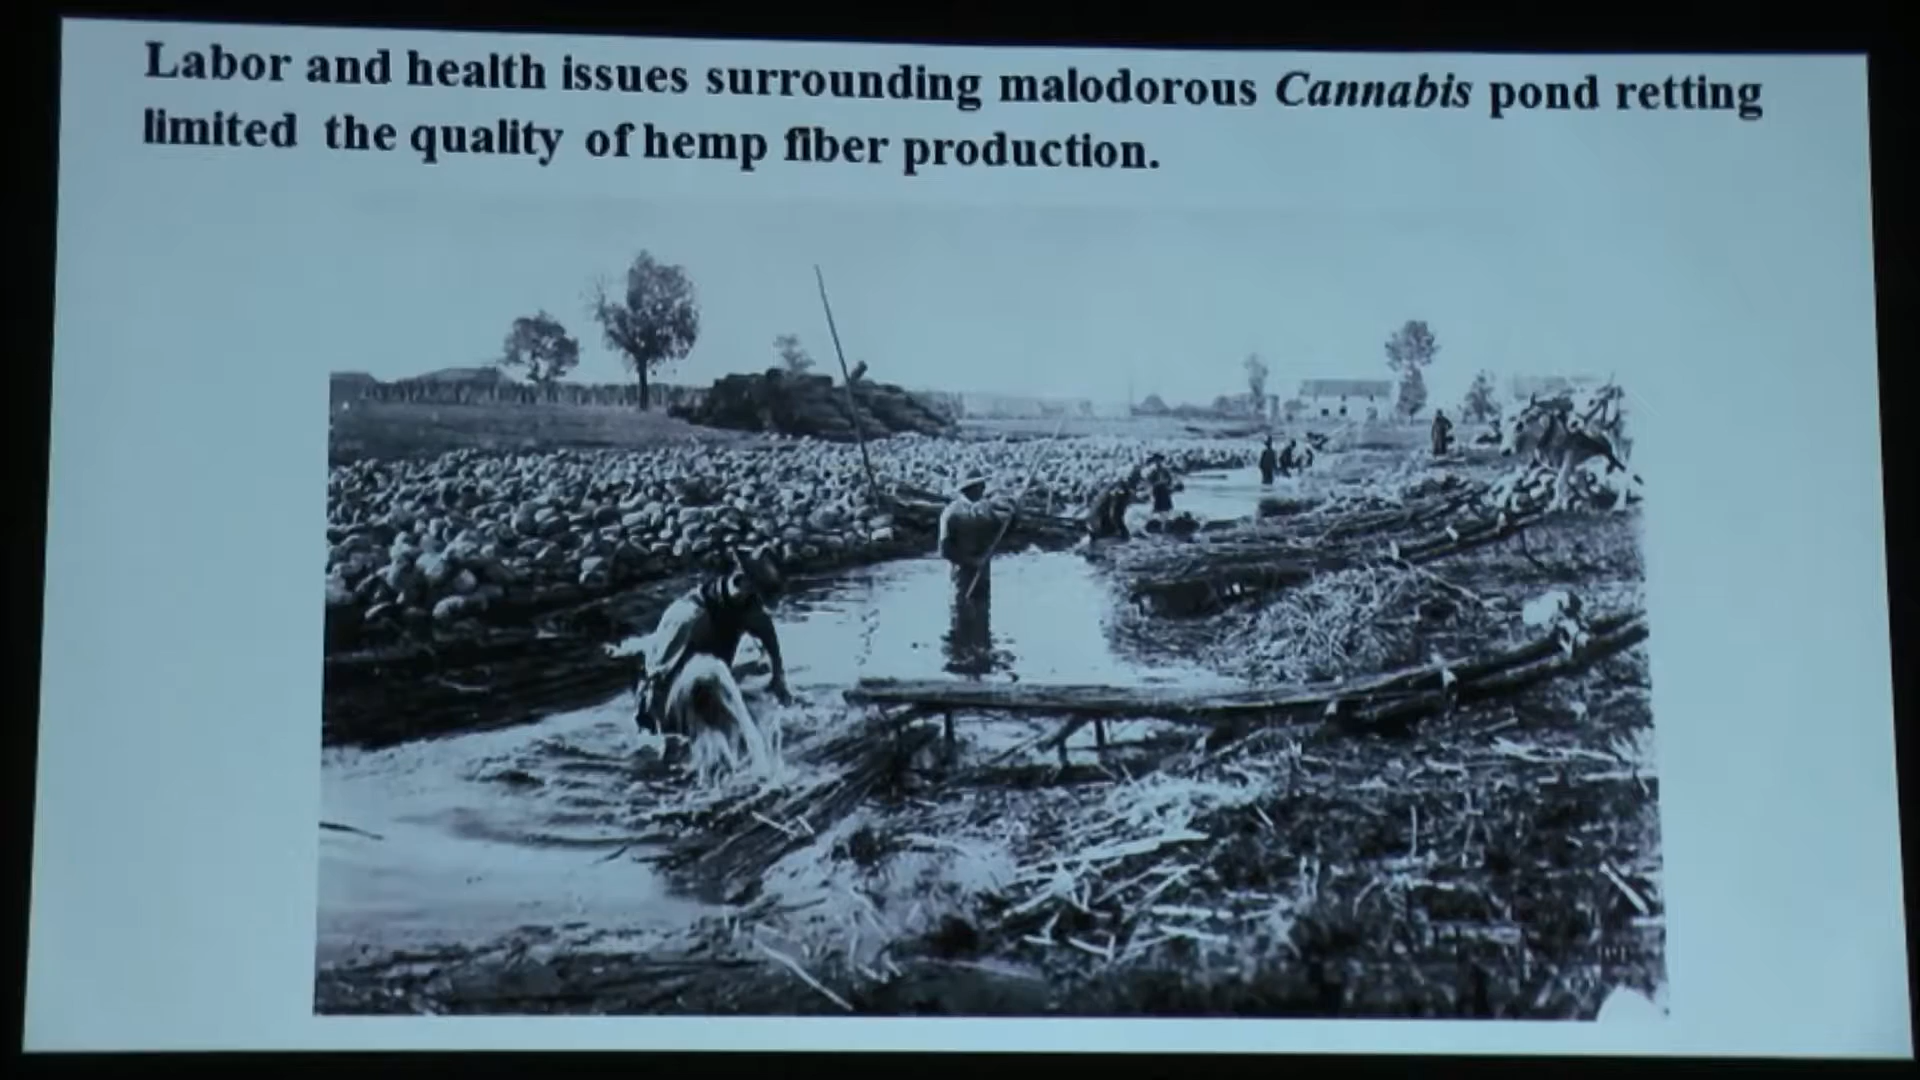 Labor and health issues surrounding malodorous Cannabis pond retting
limited the quality of hemp fiber production.